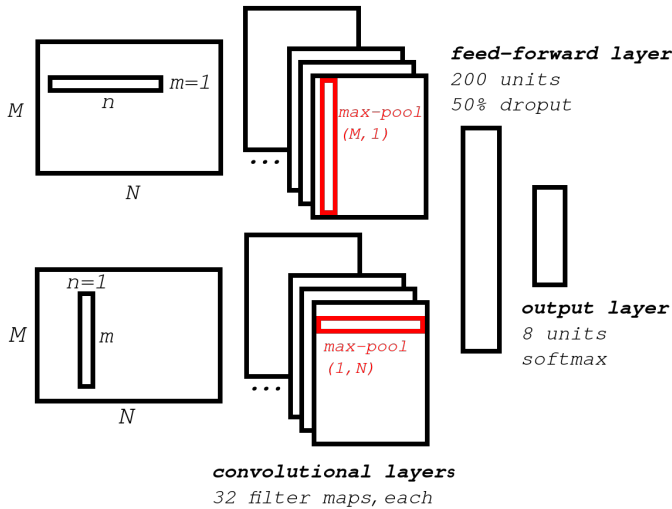 M
m=1
n
N
...
max-pool
(M,1)
feed-forward layer
200 units
50% droput
M
n=1
m
N
...
max-pool
(1,N)
output layer
8 units
softmax
convolutional layers
32 filter maps,each